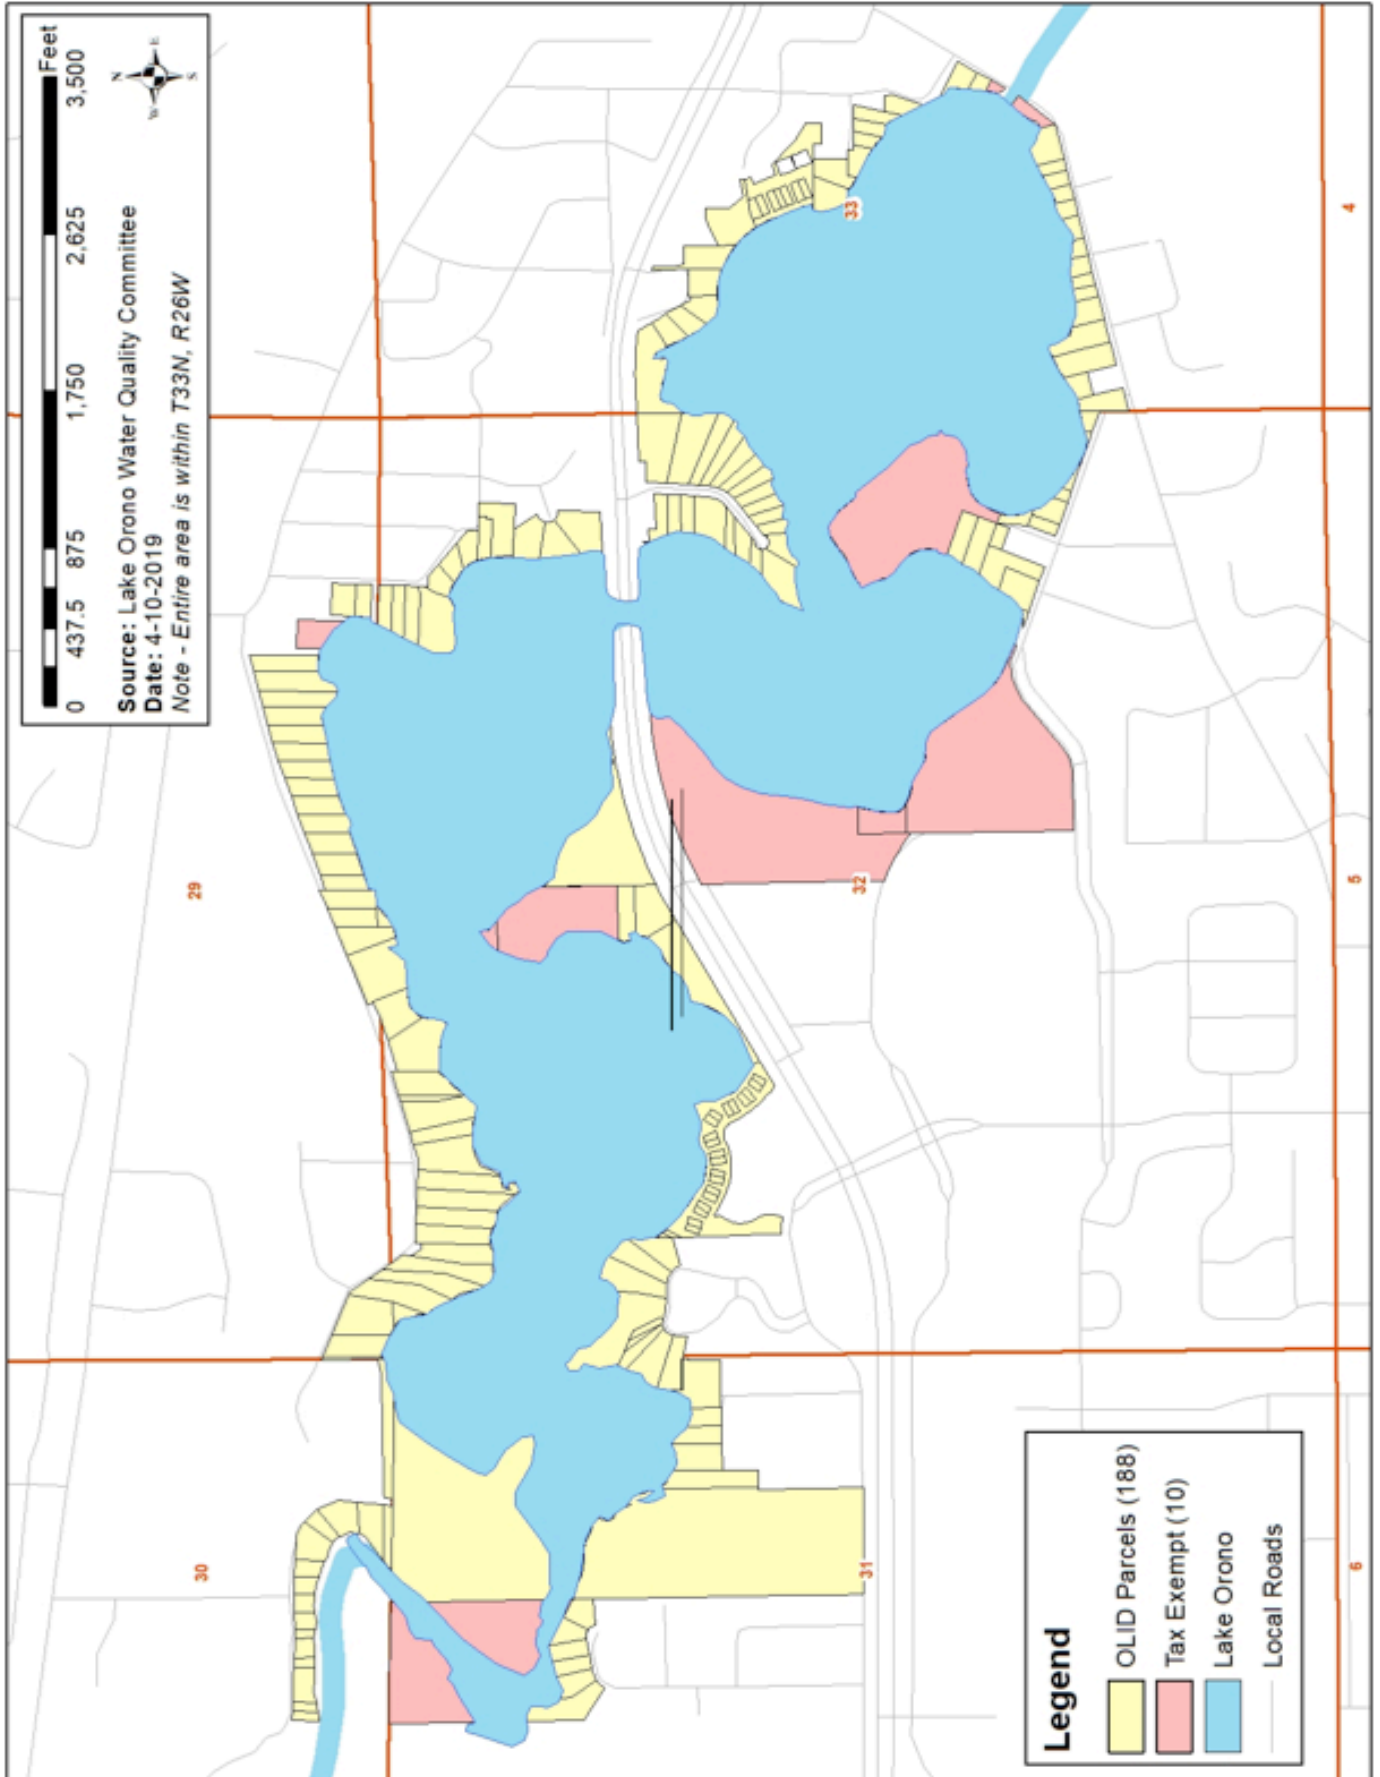 0 437.5 875 1,750 2,625 3,500
Feet
N
W E
S
Source: Lake Orono Water Quality Committee
Date: 4-10-2019
Note - Entire area is within T33N, R26W
30
29
31
32
33
6
5
4
Legend
OLID Parcels (188)
Tax Exempt (10)
Lake Orono
Local Roads